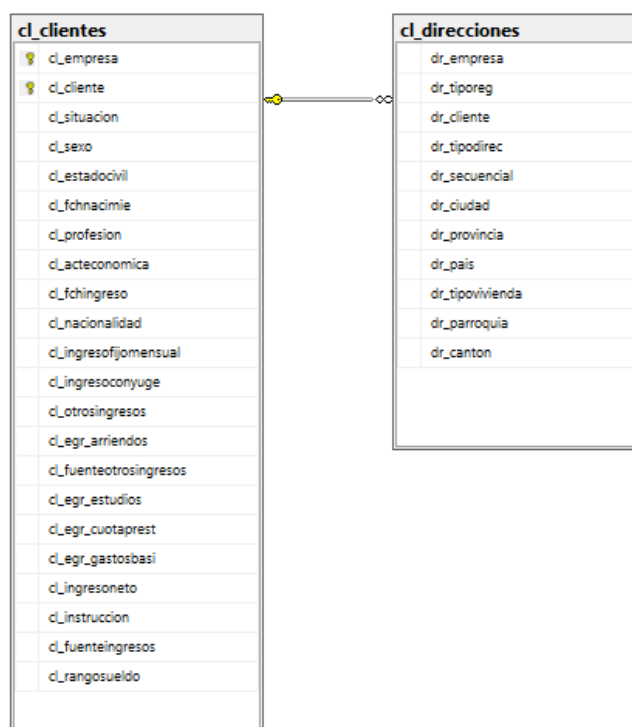 cl_clientes
cl_empresa
cl_cliente
cl_situacion
cl_sexo
cl_estadocivil
cl_fchnacimie
cl_profesion
cl_acteconomica
cl_fchingreso
cl_nacionalidad
cl_ingresofijomensual
cl_ingresoconyuge
cl_otrosingresos
cl_egr_arriendos
cl_fuenteotrosingresos
cl_egr_estudios
cl_egr_cuotaprest
cl_egr_gastosbasi
cl_ingresoneto
cl_instruccion
cl_fuenteingresos
cl_rangosueldo
cl_direcciones
dr_empresa
dr_tiporeg
dr_cliente
dr_tipodirec
dr_secuencial
dr_ciudad
dr_provincia
dr_pais
dr_tipovivienda
dr_parroquia
dr_canton